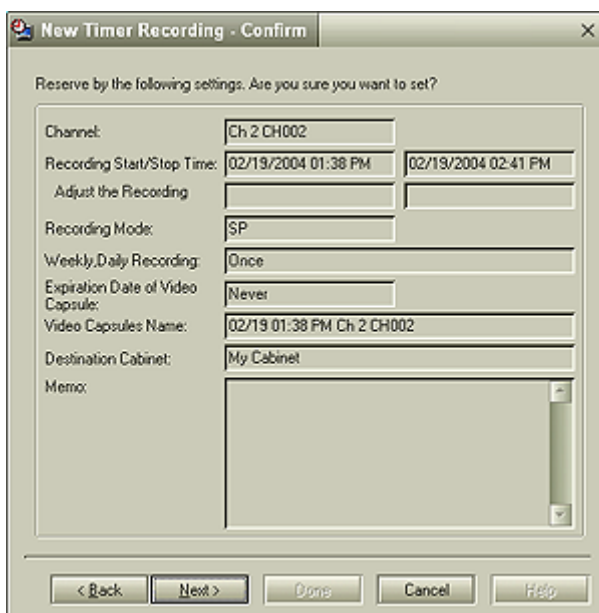 New Timer Recording - Confirm
Reserve by the following settings. Are you sure you want to set?
Channel: Ch 2 CH002
Recording Start/Stop Time: 02/19/2004 01:38 PM 02/19/2004 02:41 PM
Adjust the Recording
Recording Mode: SP
Weekly,Daily Recording: Once
Expiration Date of Video
Capsule: Never
Video Capsules Name: 02/19 01:38 PM Ch 2 CH002
Destination Cabinet: My Cabinet
Memo:
< Back Next > Done Cancel Help